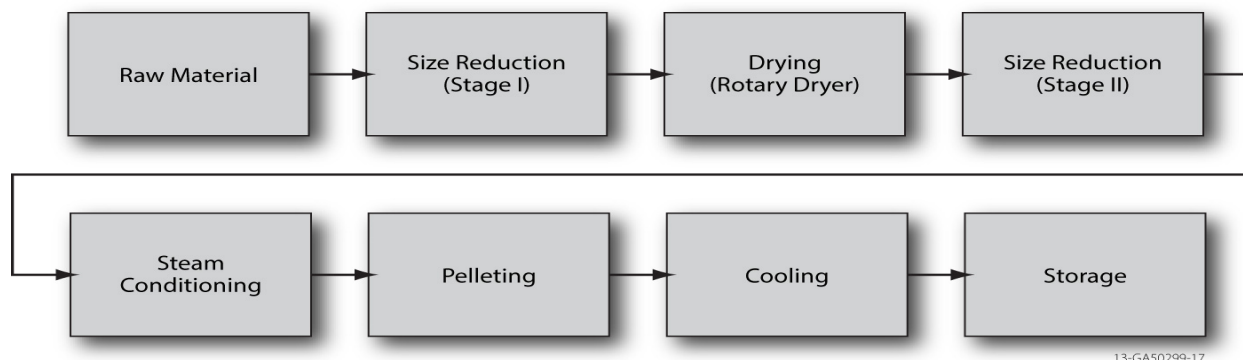 Raw Material
Size Reduction
(Stage I)
Drying
(Rotary Dryer)
Size Reduction
(Stage II)
Steam
Conditioning
Pelleting
Cooling
Storage
13-GA50299-17